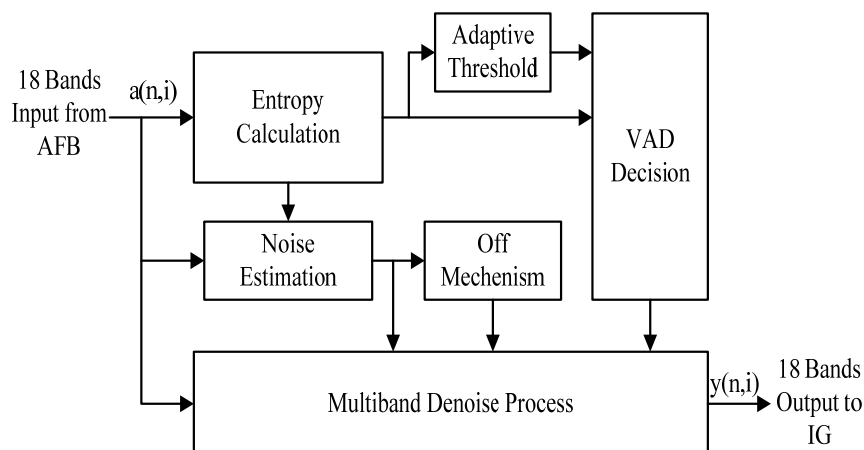 18 Bands
Input from
AFB
a(n,i)
Entropy
Calculation
Adaptive
Threshold
VAD
Decision
Noise
Estimation
Off
Mechenism
Multiband Denoise Process
y(n,i)
18 Bands
Output to
IG